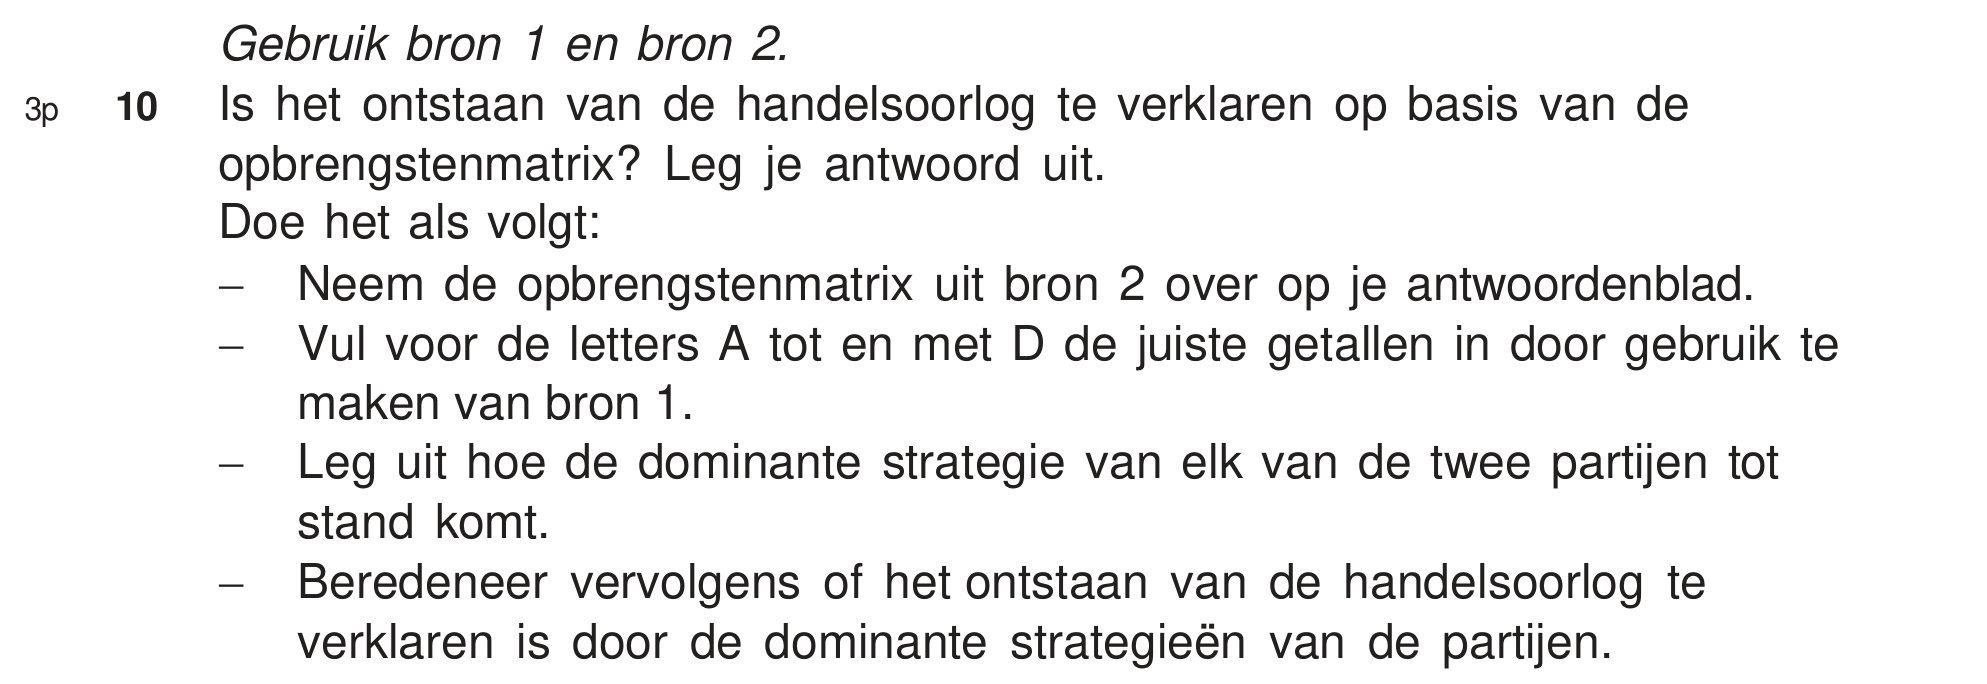 Gebruik bron 1 en bron 2.
3p 10 Is het ontstaan van de handelsoorlog te verklaren op basis van de
opbrengstenmatrix? Leg je antwoord uit.
Doe het als volgt:
– Neem de opbrengstenmatrix uit bron 2 over op je antwoordenblad.
– Vul voor de letters A tot en met D de juiste getallen in door gebruik te
maken van bron 1.
– Leg uit hoe de dominante strategie van elk van de twee partijen tot
stand komt.
– Beredeneer vervolgens of het ontstaan van de handelsoorlog te
verklaren is door de dominante strategieën van de partijen.